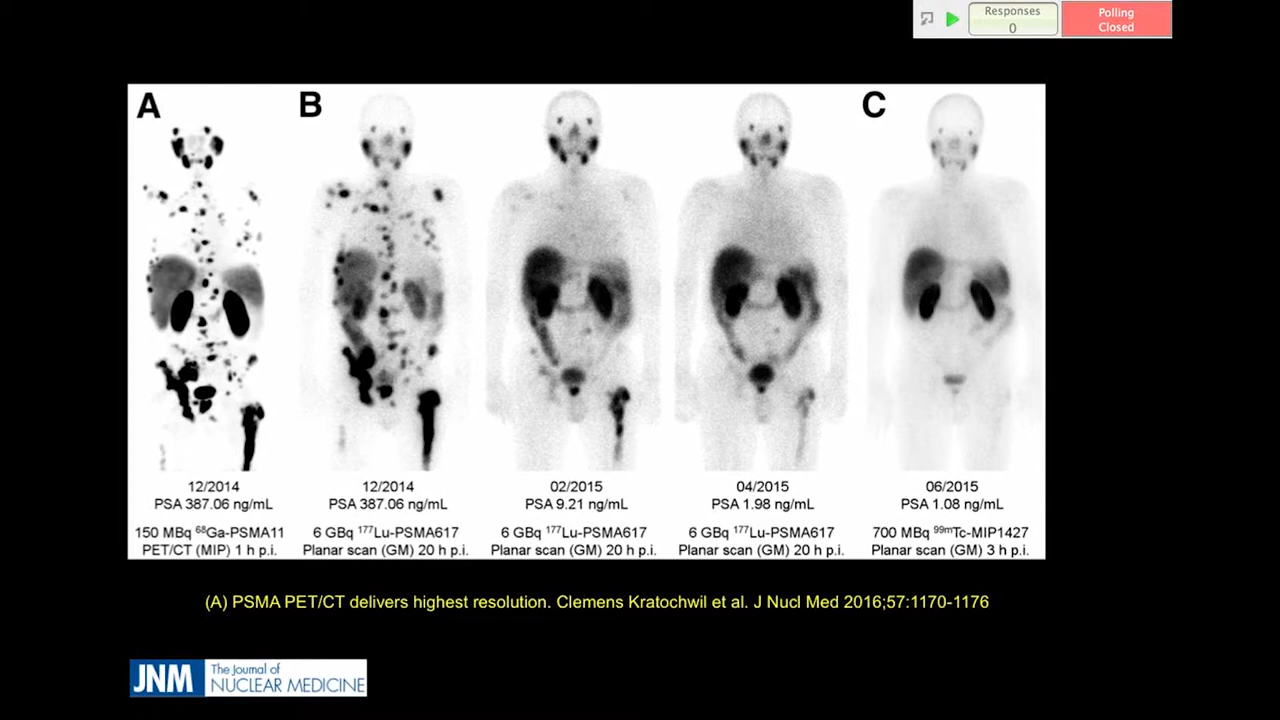 Responses
0
Polling
Closed
A
B
C
12/2014
PSA 387.06 ng/mL
150 MBq ⁶⁸Ga-PSMA11
PET/CT (MIP) 1 h p.i.
12/2014
PSA 387.06 ng/mL
6 GBq ¹⁷⁷Lu-PSMA617
Planar scan (GM) 20 h p.i.
02/2015
PSA 9.21 ng/mL
6 GBq ¹⁷⁷Lu-PSMA617
Planar scan (GM) 20 h p.i.
04/2015
PSA 1.98 ng/mL
6 GBq ¹⁷⁷Lu-PSMA617
Planar scan (GM) 20 h p.i.
06/2015
PSA 1.08 ng/mL
700 MBq ⁹⁹ᵐTc-MIP1427
Planar scan (GM) 3 h p.i.
(A) PSMA PET/CT delivers highest resolution. Clemens Kratochwil et al. J Nucl Med 2016;57:1170-1176
JNM
The Journal of
NUCLEAR MEDICINE